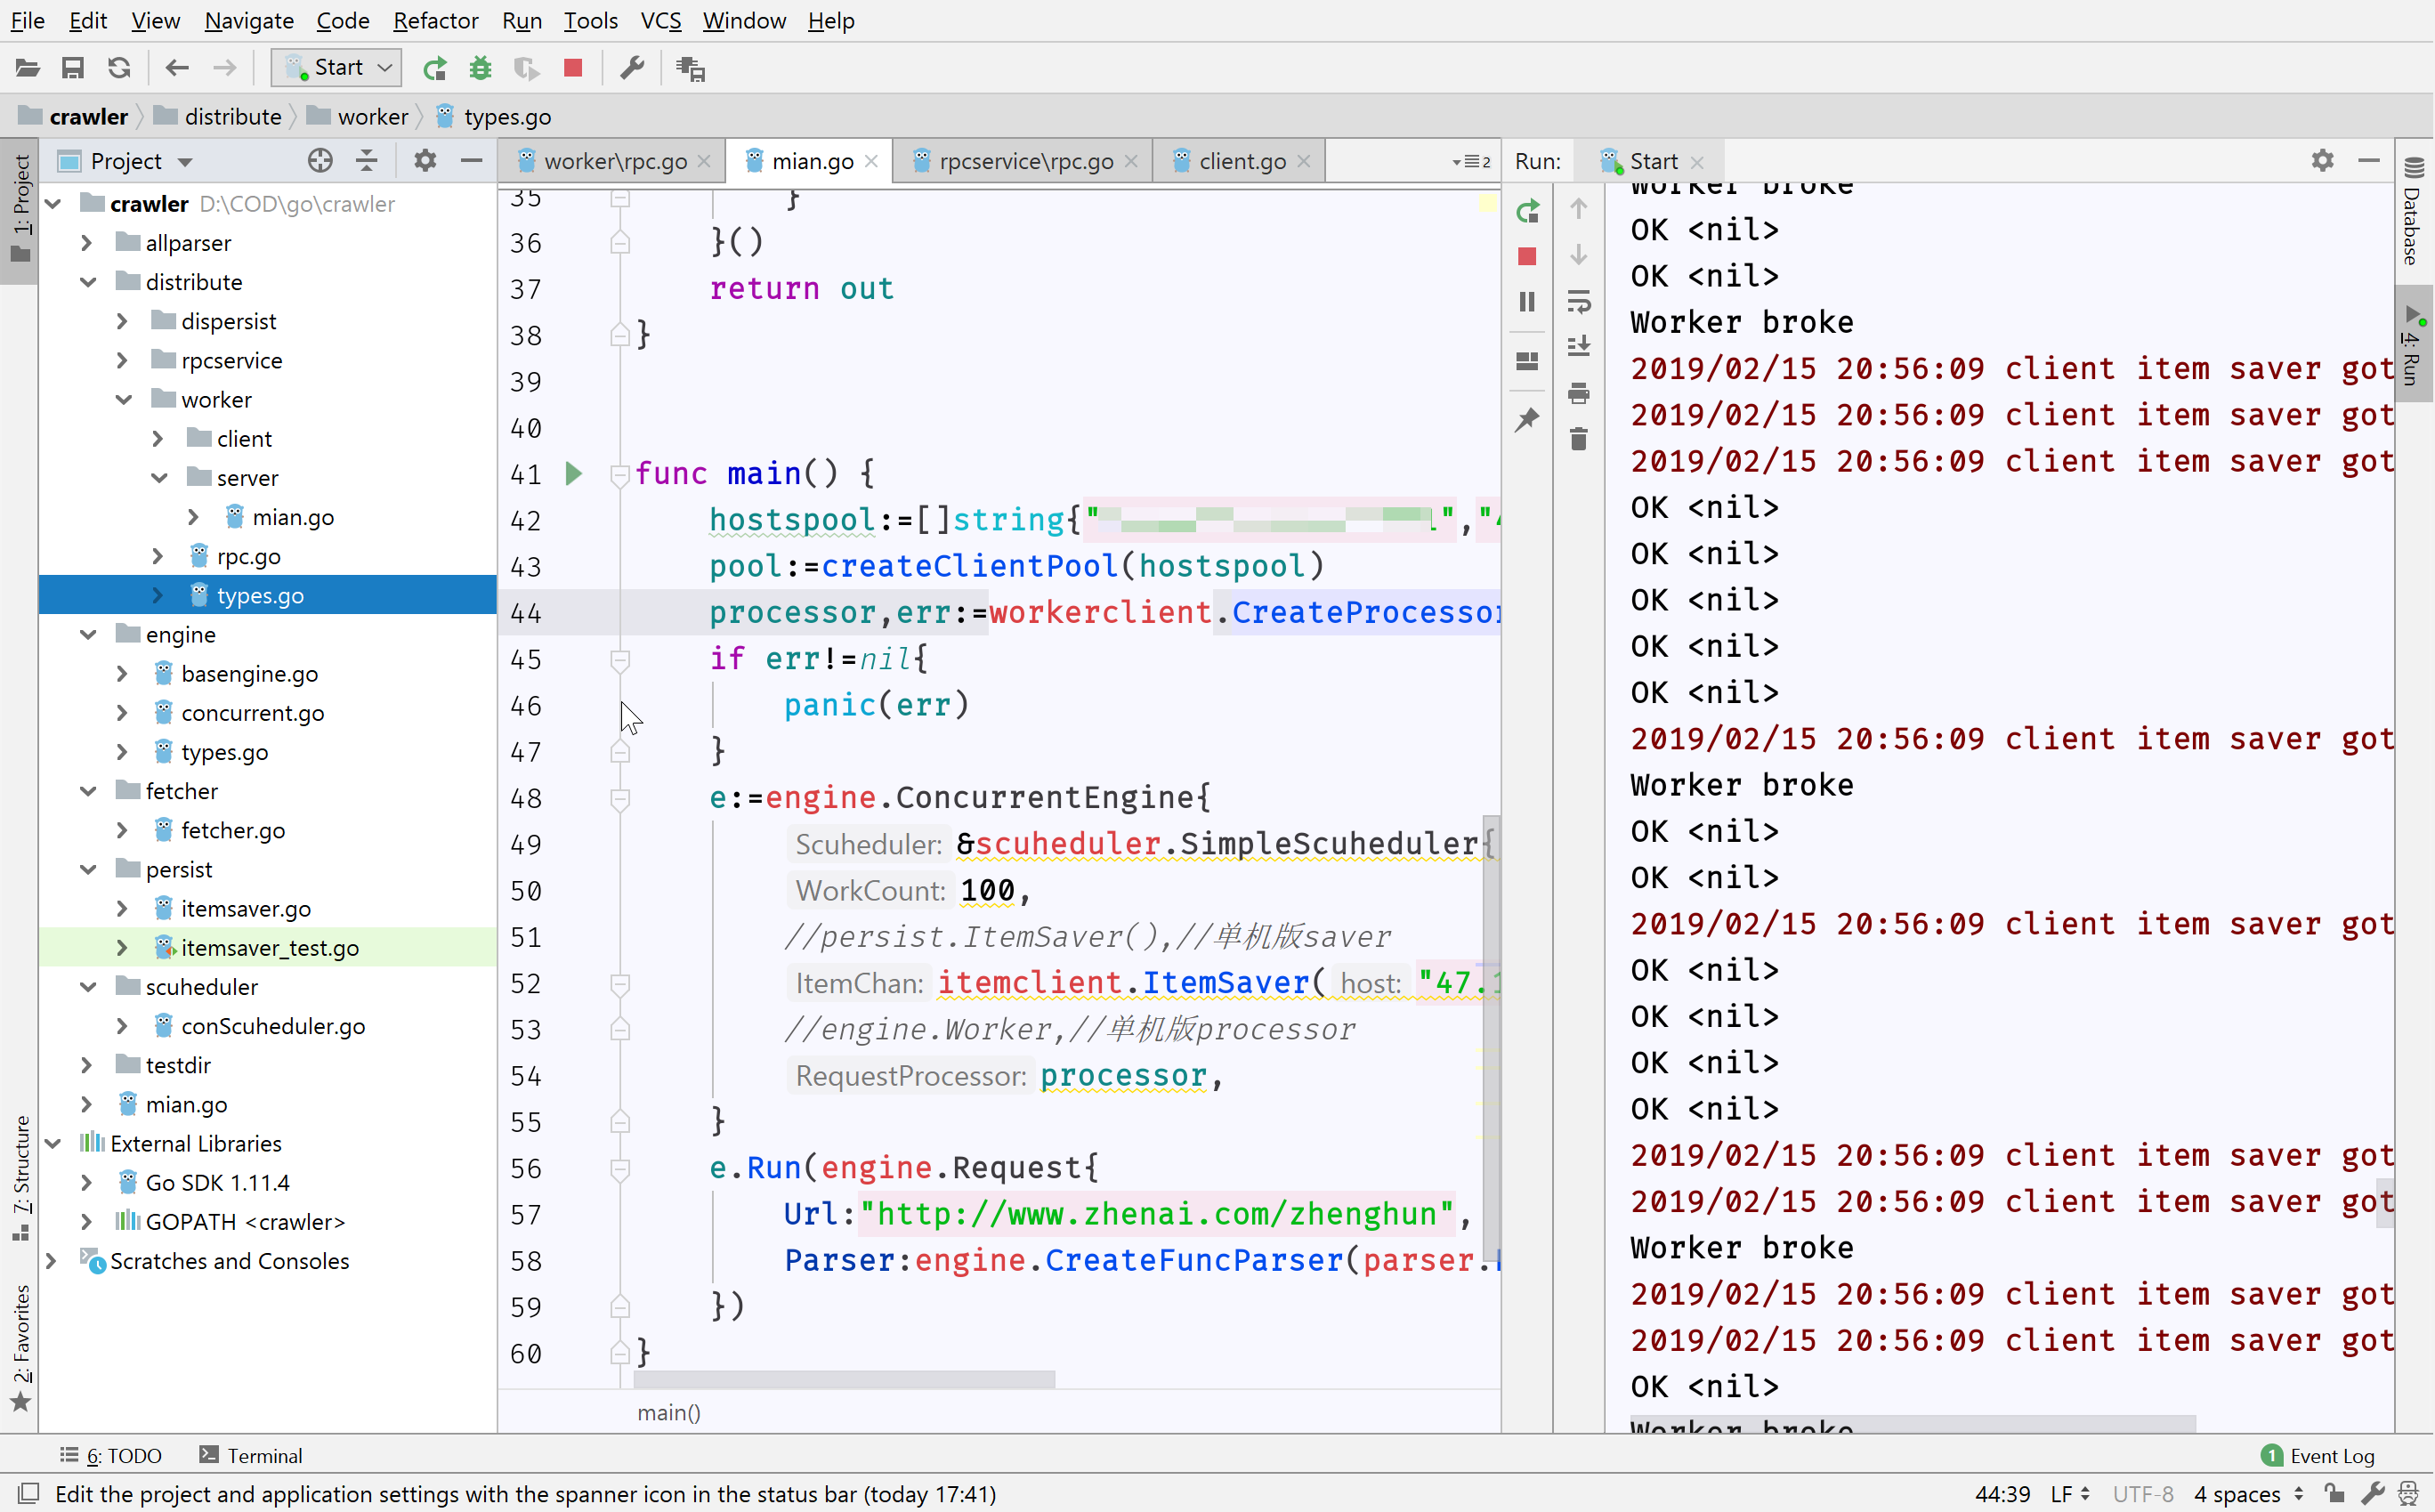 File Edit View Navigate Code Refactor Run Tools VCS Window Help
Start
crawler distribute worker types.go
1: Project
Project
crawler D:\COD\go\crawler
allparser
distribute
dispersist
rpcservice
worker
client
server
mian.go
rpc.go
types.go
engine
basengine.go
concurrent.go
types.go
fetcher
fetcher.go
persist
itemsaver.go
itemsaver_test.go
scuheduler
conScuheduler.go
testdir
mian.go
External Libraries
Go SDK 1.11.4
GOPATH <crawler>
Scratches and Consoles
7: Structure
2: Favorites
worker\rpc.go mian.go rpcservice\rpc.go client.go 2
35 }
36 }()
37 return out
38 }
39
40
41 func main() {
42 hostspool:=[]string{" ","4
43 pool:=createClientPool(hostspool)
44 processor,err:=workerclient.CreateProcessor
45 if err!=nil{
46 panic(err)
47 }
48 e:=engine.ConcurrentEngine{
49 Scuheduler: &scuheduler.SimpleScuheduler{
50 WorkCount: 100,
51 //persist.ItemSaver(),//单机版saver
52 ItemChan: itemclient.ItemSaver( host: "47.1
53 //engine.Worker,//单机版processor
54 RequestProcessor: processor,
55 }
56 e.Run(engine.Request{
57 Url:"http://www.zhenai.com/zhenghun",
58 Parser:engine.CreateFuncParser(parser.
59 })
60 }
main()
Run: Start
Worker broke
OK <nil>
OK <nil>
Worker broke
2019/02/15 20:56:09 client item saver got
2019/02/15 20:56:09 client item saver got
2019/02/15 20:56:09 client item saver got
OK <nil>
OK <nil>
OK <nil>
OK <nil>
OK <nil>
2019/02/15 20:56:09 client item saver got
Worker broke
OK <nil>
OK <nil>
2019/02/15 20:56:09 client item saver got
OK <nil>
OK <nil>
OK <nil>
OK <nil>
2019/02/15 20:56:09 client item saver got
2019/02/15 20:56:09 client item saver got
Worker broke
2019/02/15 20:56:09 client item saver got
2019/02/15 20:56:09 client item saver got
OK <nil>
Worker broke
Database
4: Run
6: TODO Terminal
1 Event Log
Edit the project and application settings with the spanner icon in the status bar (today 17:41)
44:39 LF UTF-8 4 spaces